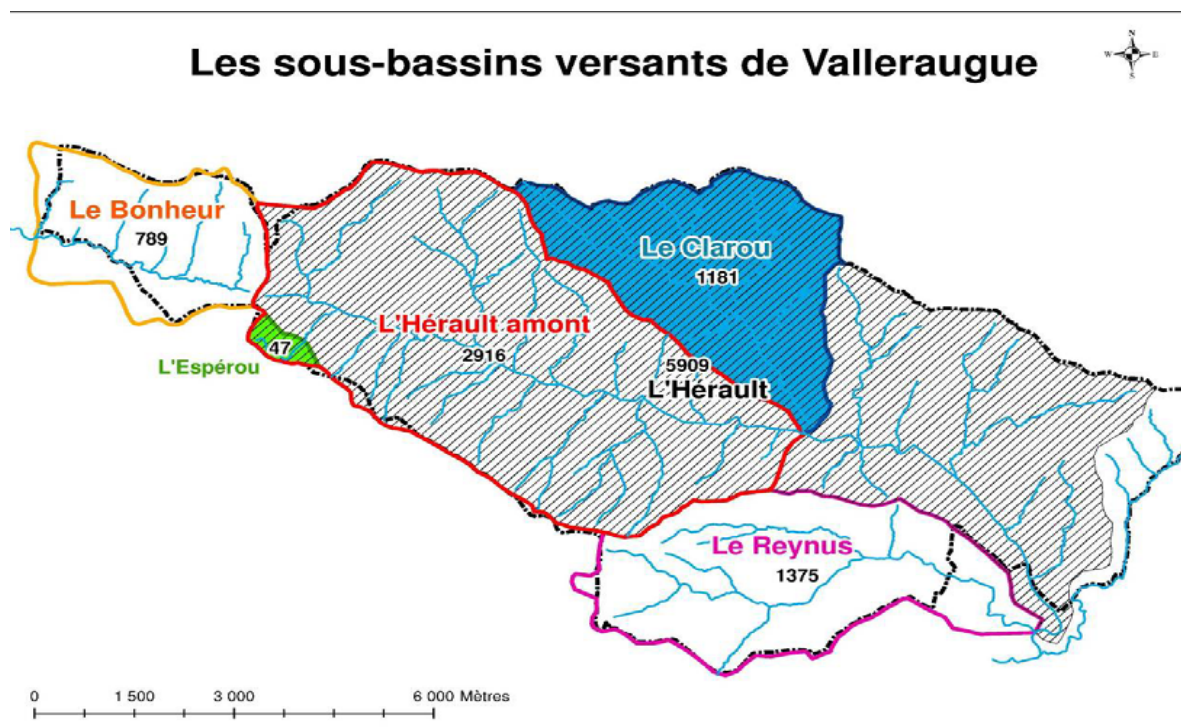 Les sous-bassins versants de Valleraugue
N
W E
S
Le Bonheur
789
Le Clarou
1181
L'Hérault amont
2916
47
L'Espérou
5909
L'Hérault
Le Reynus
1375
0 1 500 3 000 6 000 Mètres